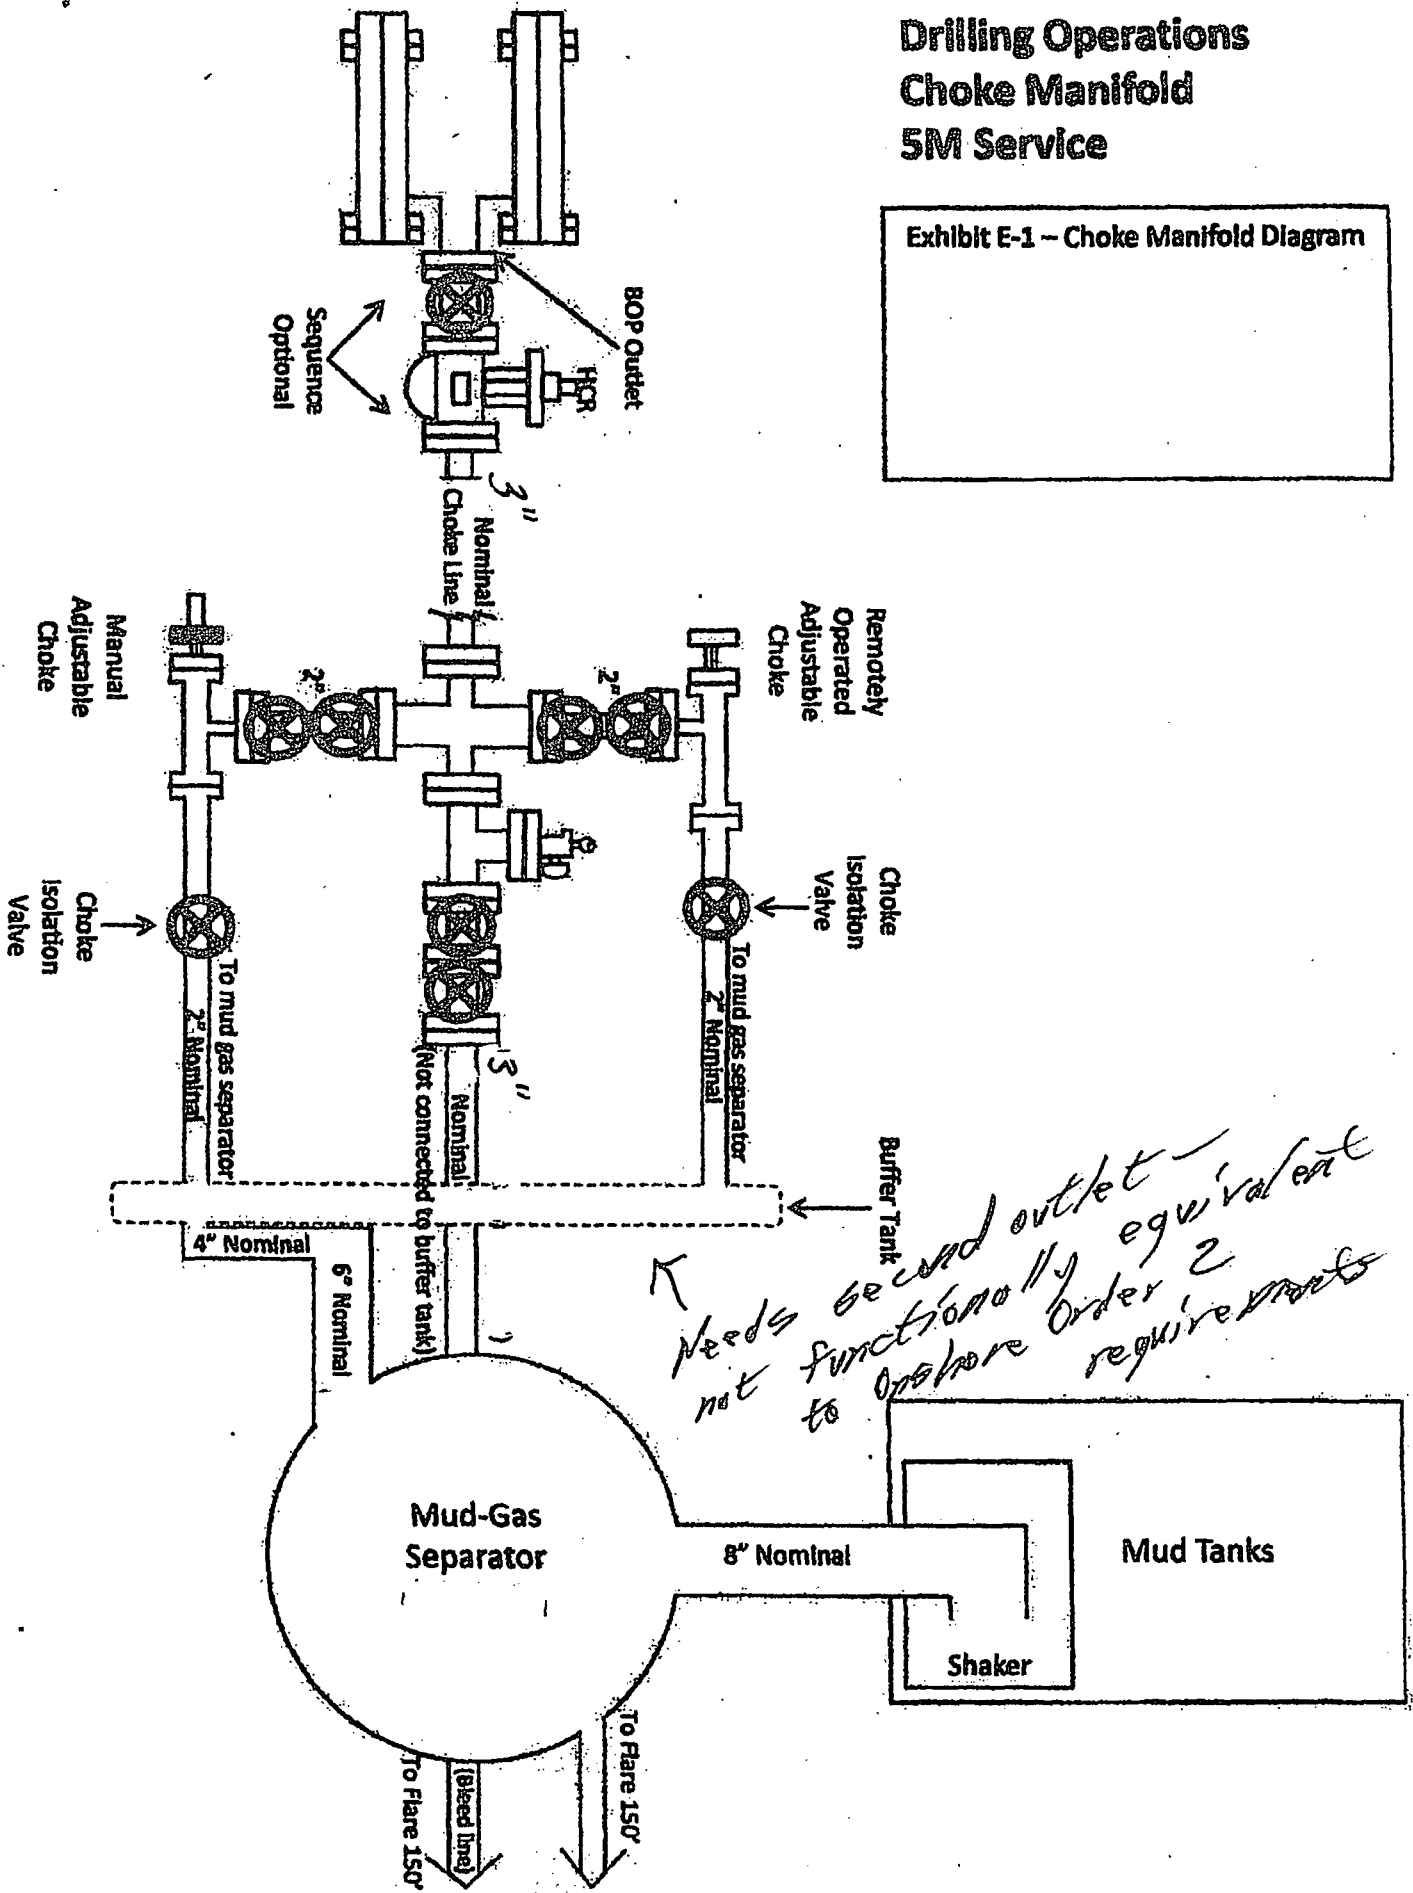 Drilling Operations
Choke Manifold
5M Service
Exhibit E-1 – Choke Manifold Diagram
BOP Outlet
HCR
Sequence
Optional
3"
Nominal
Choke Line
Remotely
Operated
Adjustable
Choke
Manual
Adjustable
Choke
2"
2"
Choke
Isolation
Valve
Choke
Isolation
Valve
To mud gas separator
2" Nominal
To mud gas separator
2" Nominal
3"
Nominal
(Not connected to buffer tank)
Buffer Tank
4" Nominal
6" Nominal
Needs second outlet -
not functionally equivalent
to Onshore Order 2
requirements
Mud-Gas
Separator
8" Nominal
Mud Tanks
Shaker
To Flare 150'
(Bleed line)
To Flare 150'